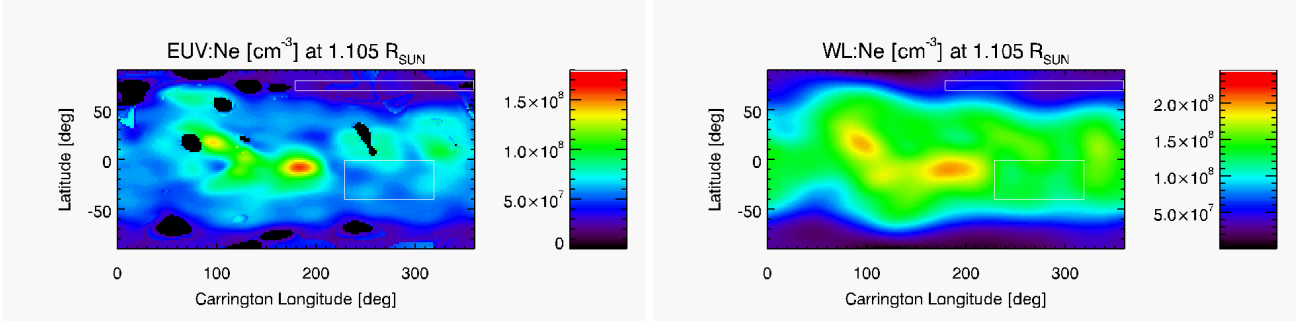 EUV:Ne [cm⁻³] at 1.105 R_SUN
50
0
-50
Latitude [deg]
0 100 200 300
Carrington Longitude [deg]
1.5×10⁸
1.0×10⁸
5.0×10⁷
0
WL:Ne [cm⁻³] at 1.105 R_SUN
50
0
-50
Latitude [deg]
0 100 200 300
Carrington Longitude [deg]
2.0×10⁸
1.5×10⁸
1.0×10⁸
5.0×10⁷